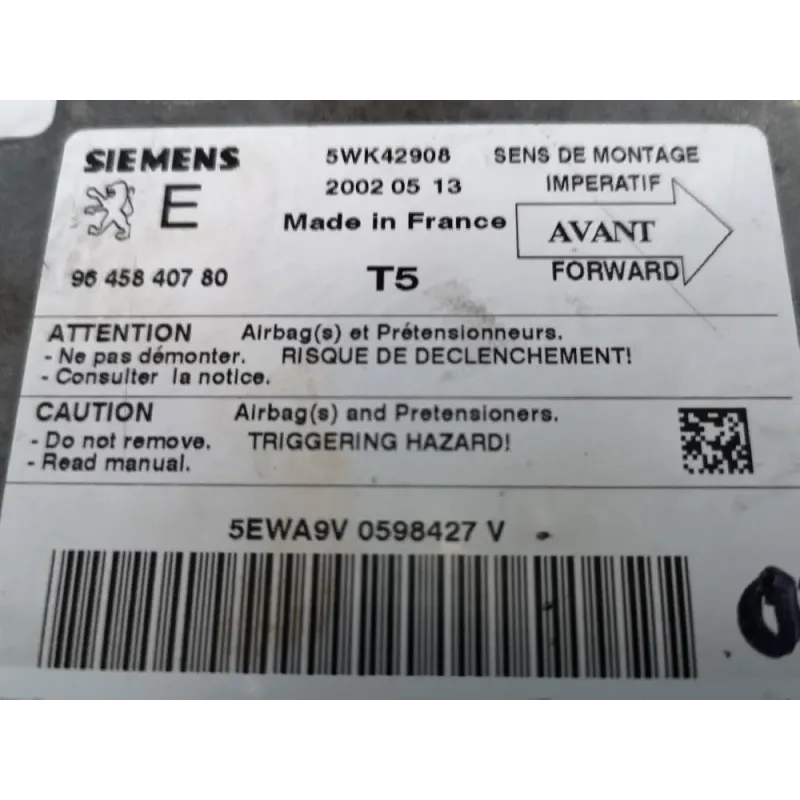 SIEMENS 5WK42908 SENS DE MONTAGE
2002 05 13 IMPERATIF
E Made in France AVANT
96 458 407 80 T5 FORWARD
ATTENTION Airbag(s) et Prétensionneurs.
- Ne pas démonter. RISQUE DE DECLENCHEMENT!
- Consulter la notice.
CAUTION Airbag(s) and Pretensioners.
- Do not remove. TRIGGERING HAZARD!
- Read manual.
5EWA9V 0598427 V